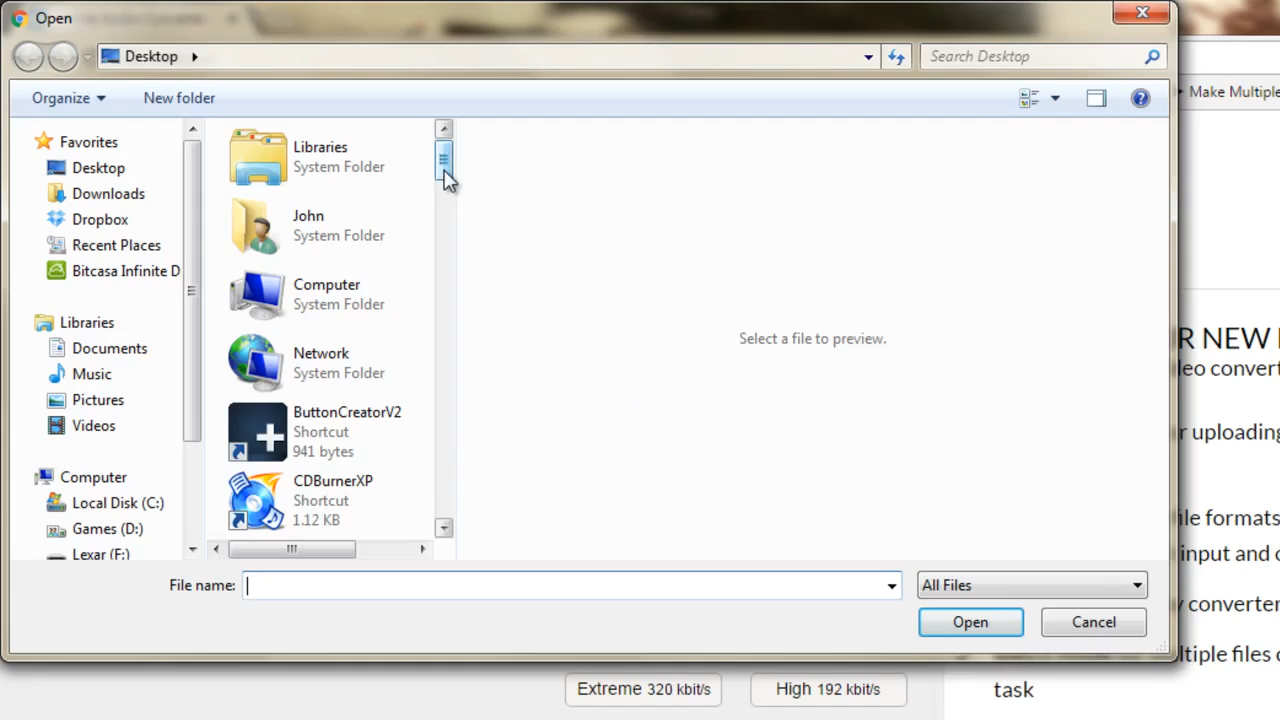 Open
Desktop
Search Desktop
Organize
New folder
Make Multiple
Favorites
Desktop
Downloads
Dropbox
Recent Places
Bitcasa Infinite D
Libraries
Documents
Music
Pictures
Videos
Computer
Local Disk (C:)
Games (D:)
Lexar (F:)
Libraries
System Folder
John
System Folder
Computer
System Folder
Network
System Folder
ButtonCreatorV2
Shortcut
941 bytes
CDBurnerXP
Shortcut
1.12 KB
Select a file to preview.
File name:
All Files
Open
Cancel
R NEW
eo convert
r uploading
ile formats
input and
y converter
ltiple files
task
Extreme 320 kbit/s
High 192 kbit/s